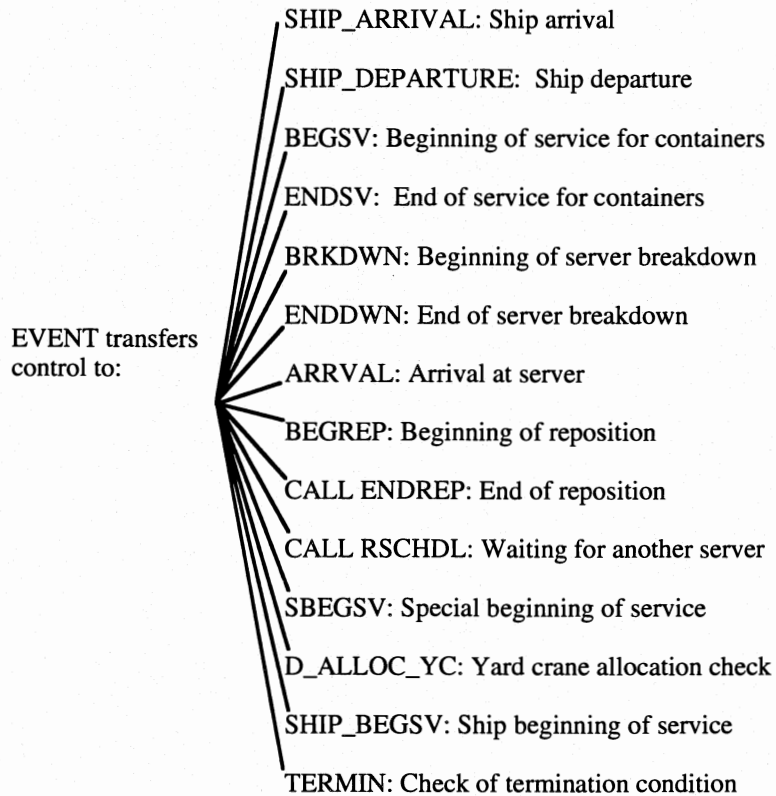 SHIP_ARRIVAL: Ship arrival
SHIP_DEPARTURE: Ship departure
BEGSV: Beginning of service for containers
ENDSV: End of service for containers
BRKDWN: Beginning of server breakdown
ENDDWN: End of server breakdown
EVENT transfers
control to:
ARRVAL: Arrival at server
BEGREP: Beginning of reposition
CALL ENDREP: End of reposition
CALL RSCHDL: Waiting for another server
SBEGSV: Special beginning of service
D_ALLOC_YC: Yard crane allocation check
SHIP_BEGSV: Ship beginning of service
TERMIN: Check of termination condition